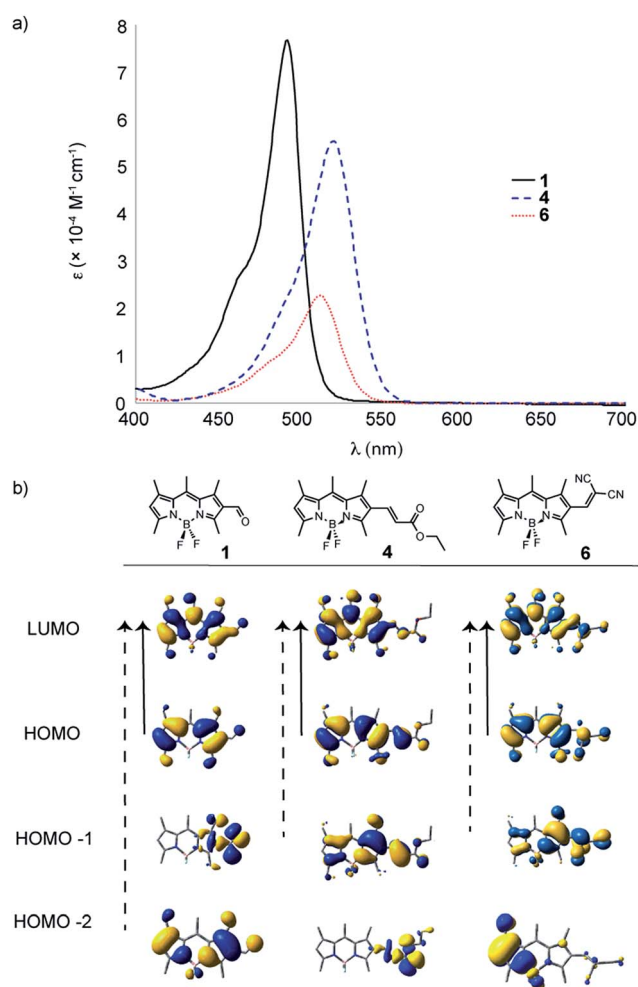 a)
8
7
6
5
4
3
2
1
0
ε (× 10⁻⁴ M⁻¹ cm⁻¹)
1
4
6
400 450 500 550 600 650 700
λ (nm)
b)
O
N B N
F F
1
O
O
N B N
F F
4
NC
CN
N B N
F F
6
LUMO
HOMO
HOMO -1
HOMO -2